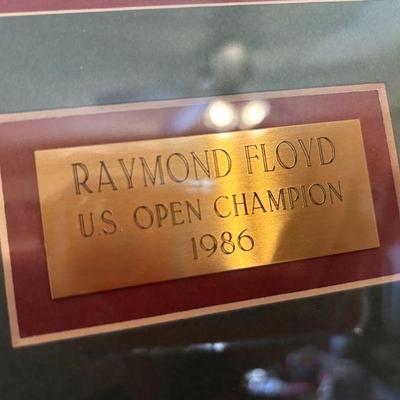 RAYMOND FLOYD
U.S. OPEN CHAMPION
1986